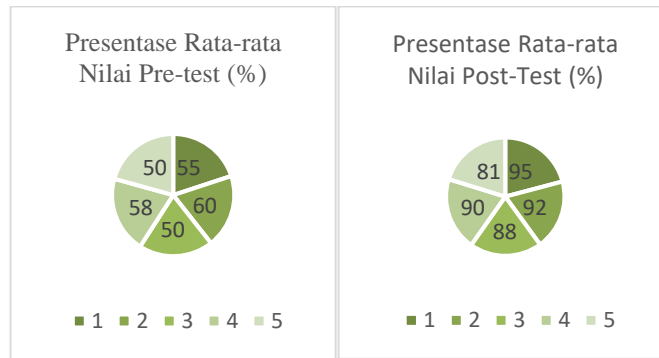 Presentase Rata-rata
Nilai Pre-test (%)
50 55
58 60
50
1 2 3 4 5
Presentase Rata-rata
Nilai Post-Test (%)
81 95
90 92
88
1 2 3 4 5